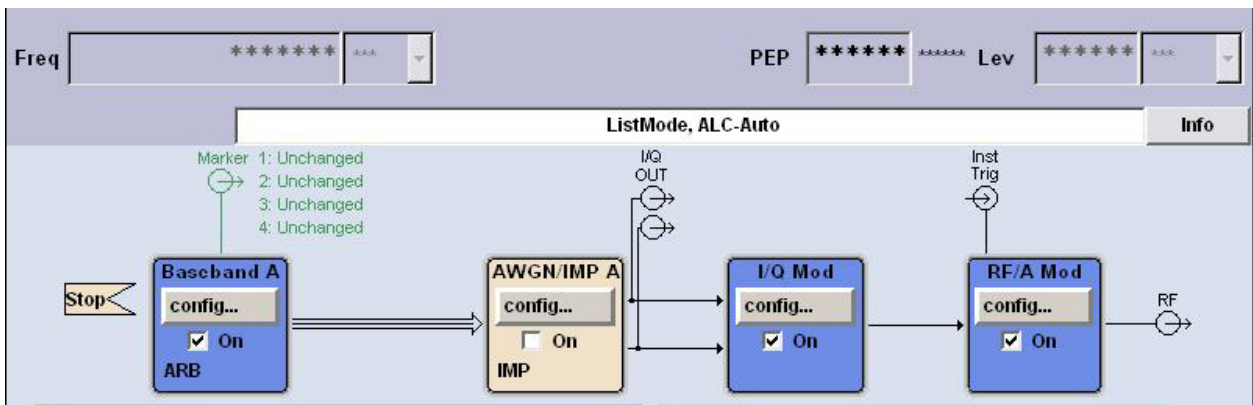 Freq ******* *** PEP ****** ****** Lev ****** ***
ListMode, ALC-Auto Info
Marker 1: Unchanged
2: Unchanged
3: Unchanged
4: Unchanged
I/Q
OUT
Inst
Trig
Stop
Baseband A
config...
On
ARB
AWGN/IMP A
config...
On
IMP
I/Q Mod
config...
On
RF/A Mod
config...
On
RF